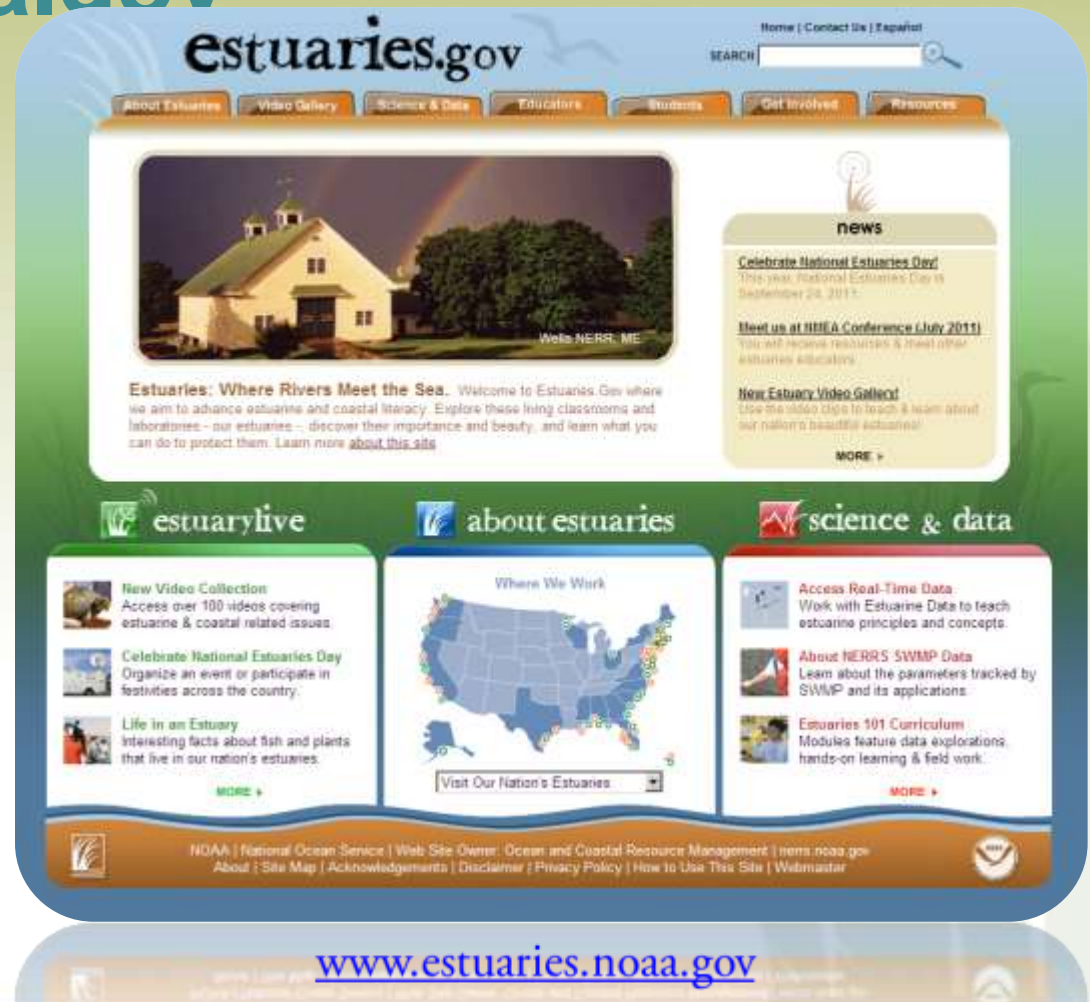 estuaries.gov
Home | Contact Us | Español
SEARCH
About Estuaries
Video Gallery
Science & Data
Educators
Students
Get Involved
Resources
Wells NERR, ME
Estuaries: Where Rivers Meet the Sea. Welcome to Estuaries.Gov where
we aim to advance estuarine and coastal literacy. Explore these living classrooms and
laboratories - our estuaries -, discover their importance and beauty, and learn what you
can do to protect them. Learn more about this site
news
Celebrate National Estuaries Day!
This year, National Estuaries Day is
September 24, 2011.
Meet us at NMEA Conference (July 2011)
You will receive resources & meet other
estuaries educators.
New Estuary Video Gallery!
Use the video clips to teach & learn about
our nation's beautiful estuaries!
MORE
estuarylive
New Video Collection
Access over 100 videos covering
estuarine & coastal related issues.
Celebrate National Estuaries Day
Organize an event or participate in
festivities across the country.
Life in an Estuary
Interesting facts about fish and plants
that live in our nation's estuaries.
MORE
about estuaries
Where We Work
Visit Our Nation's Estuaries
science & data
Access Real-Time Data
Work with Estuarine Data to teach
estuarine principles and concepts.
About NERRS SWMP Data
Learn about the parameters tracked by
SWMP and its applications.
Estuaries 101 Curriculum
Modules feature data explorations,
hands-on learning & field work.
MORE
NOAA | National Ocean Service | Web Site Owner: Ocean and Coastal Resource Management | nerrs.noaa.gov
About | Site Map | Acknowledgements | Disclaimer | Privacy Policy | How to Use This Site | Webmaster
www.estuaries.noaa.gov